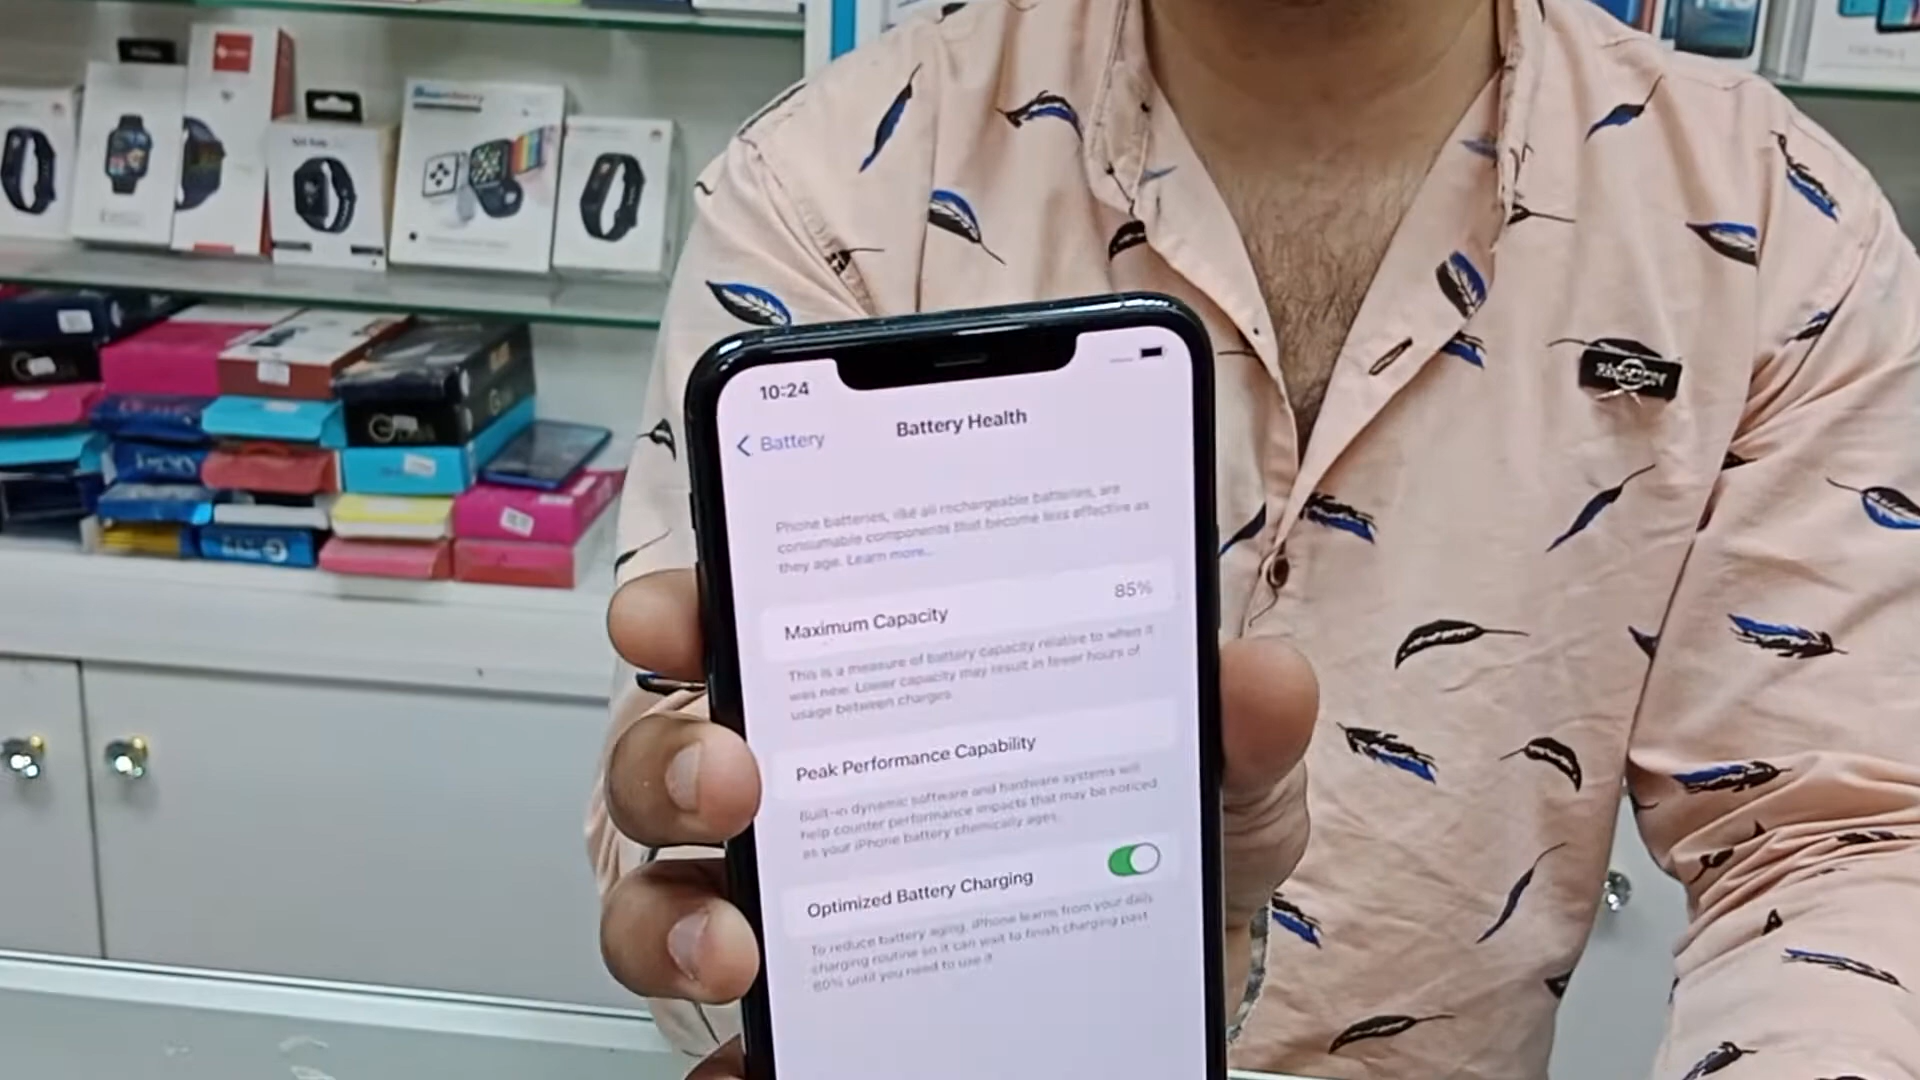 10:24
Battery
Battery Health
Phone batteries, like all rechargeable batteries, are
consumable components that become less effective as
they age. Learn more...
Maximum Capacity
85%
This is a measure of battery capacity relative to when it
was new. Lower capacity may result in fewer hours of
usage between charges.
Peak Performance Capability
Built-in dynamic software and hardware systems will
help counter performance impacts that may be noticed
as your iPhone battery chemically ages.
Optimized Battery Charging
To reduce battery aging, iPhone learns from your daily
charging routine so it can wait to finish charging past
80% until you need to use it.